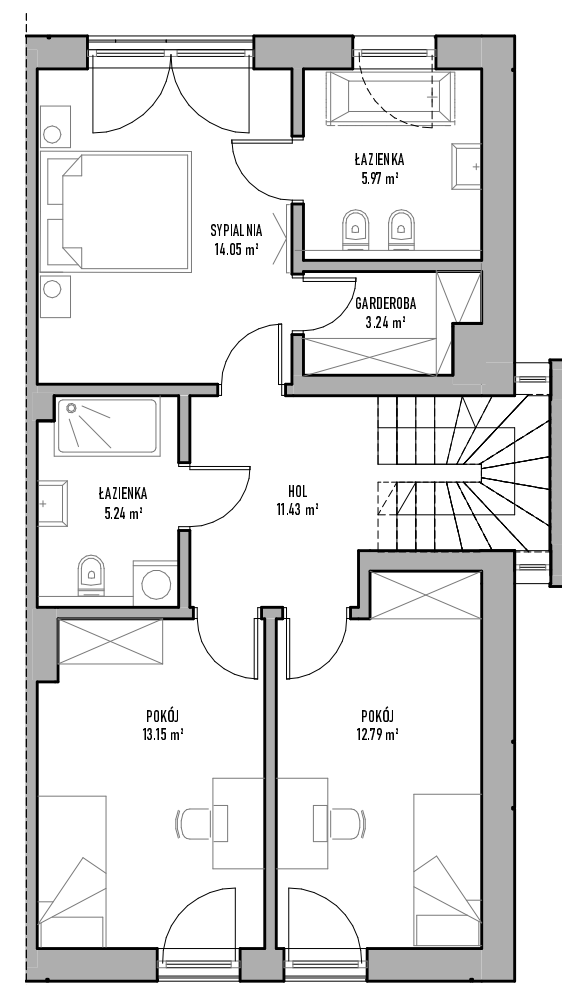 ŁAZIENKA
5.97 m²
SYPIALNIA
14.05 m²
GARDEROBA
3.24 m²
ŁAZIENKA
5.24 m²
HOL
11.43 m²
POKÓJ
13.15 m²
POKÓJ
12.79 m²